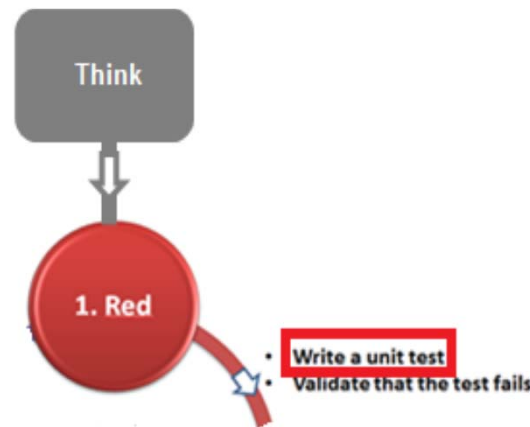 Think
1. Red
• Write a unit test
• Validate that the test fails